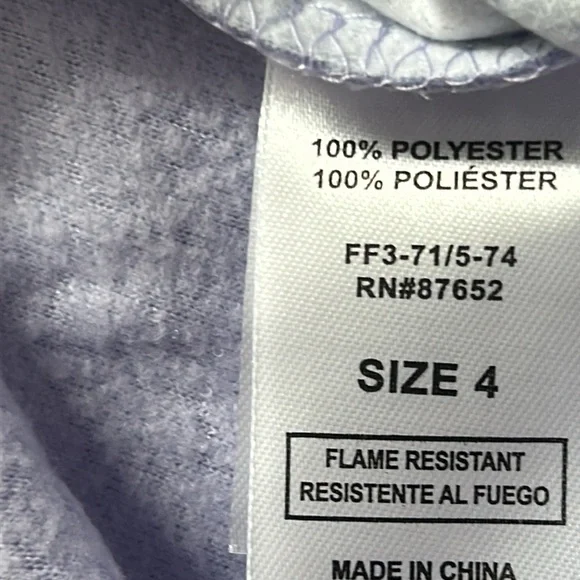 100% POLYESTER
100% POLIÉSTER
FF3-71/5-74
RN#87652
SIZE 4
FLAME RESISTANT
RESISTENTE AL FUEGO
MADE IN CHINA